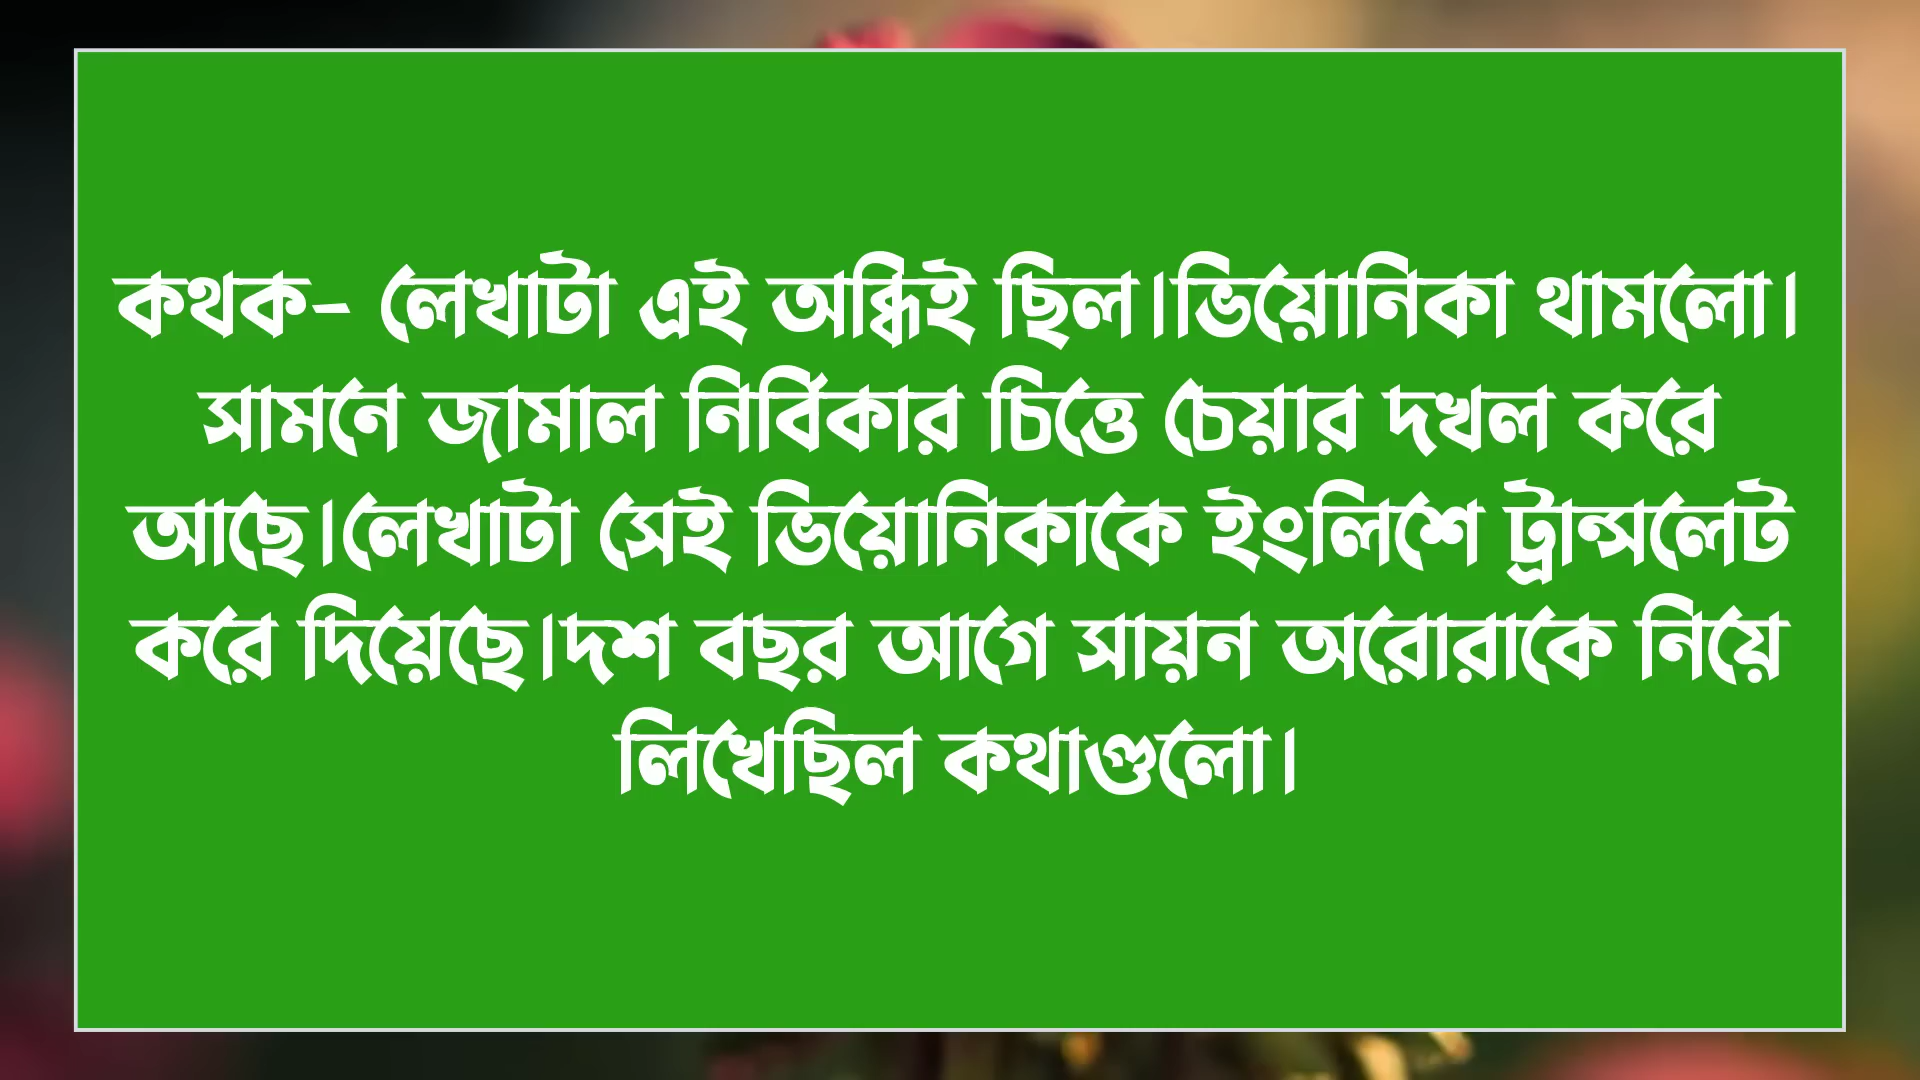 কথক- লেখাটা এই অব্ধিই ছিল।ভিয়োনিকা থামলো।
সামনে জামাল নির্বিকার চিত্তে চেয়ার দখল করে
আছে।লেখাটা সেই ভিয়োনিকাকে ইংলিশে ট্রান্সলেট
করে দিয়েছে।দশ বছর আগে সায়ন অরোরাকে নিয়ে
লিখেছিল কথাগুলো।